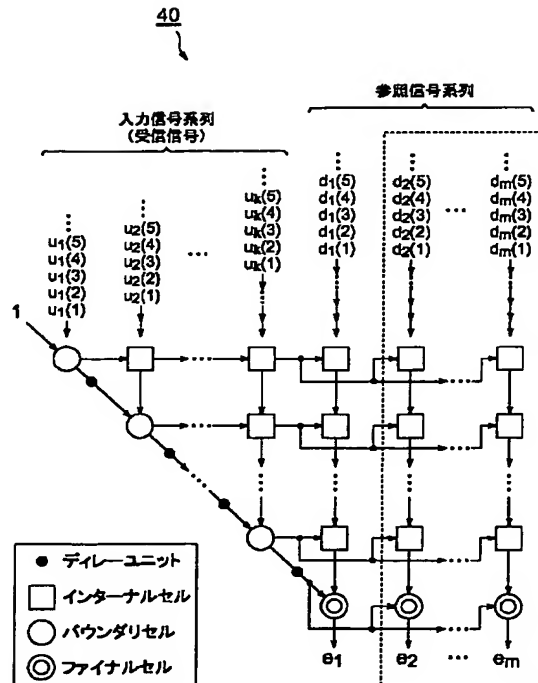 40
参照信号系列
入力信号系列
(受信信号)
u1(5)
u1(4)
u1(3)
u1(2)
u1(1)
u2(5)
u2(4)
u2(3)
u2(2)
u2(1)
...
uk(5)
uk(4)
uk(3)
uk(2)
uk(1)
d1(5)
d1(4)
d1(3)
d1(2)
d1(1)
d2(5)
d2(4)
d2(3)
d2(2)
d2(1)
...
dm(5)
dm(4)
dm(3)
dm(2)
dm(1)
1
ディレーユニット
インターナルセル
バウンダリセル
ファイナルセル
e1 e2 ... em